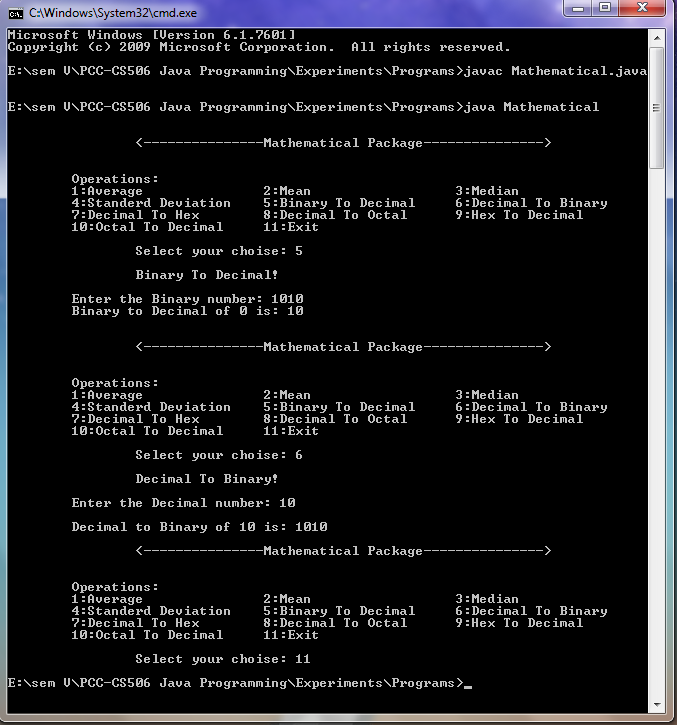 C:\Windows\System32\cmd.exe
Microsoft Windows [Version 6.1.7601]
Copyright (c) 2009 Microsoft Corporation.  All rights reserved.
E:\sem V\PCC-CS506 Java Programming\Experiments\Programs>javac Mathematical.java
E:\sem V\PCC-CS506 Java Programming\Experiments\Programs>java Mathematical
<---------------Mathematical Package--------------->
Operations:
1:Average 2:Mean 3:Median
4:Standerd Deviation 5:Binary To Decimal 6:Decimal To Binary
7:Decimal To Hex 8:Decimal To Octal 9:Hex To Decimal
10:Octal To Decimal 11:Exit
Select your choise: 5
Binary To Decimal!
Enter the Binary number: 1010
Binary to Decimal of 0 is: 10
<---------------Mathematical Package--------------->
Operations:
1:Average 2:Mean 3:Median
4:Standerd Deviation 5:Binary To Decimal 6:Decimal To Binary
7:Decimal To Hex 8:Decimal To Octal 9:Hex To Decimal
10:Octal To Decimal 11:Exit
Select your choise: 6
Decimal To Binary!
Enter the Decimal number: 10
Decimal to Binary of 10 is: 1010
<---------------Mathematical Package--------------->
Operations:
1:Average 2:Mean 3:Median
4:Standerd Deviation 5:Binary To Decimal 6:Decimal To Binary
7:Decimal To Hex 8:Decimal To Octal 9:Hex To Decimal
10:Octal To Decimal 11:Exit
Select your choise: 11
E:\sem V\PCC-CS506 Java Programming\Experiments\Programs>_